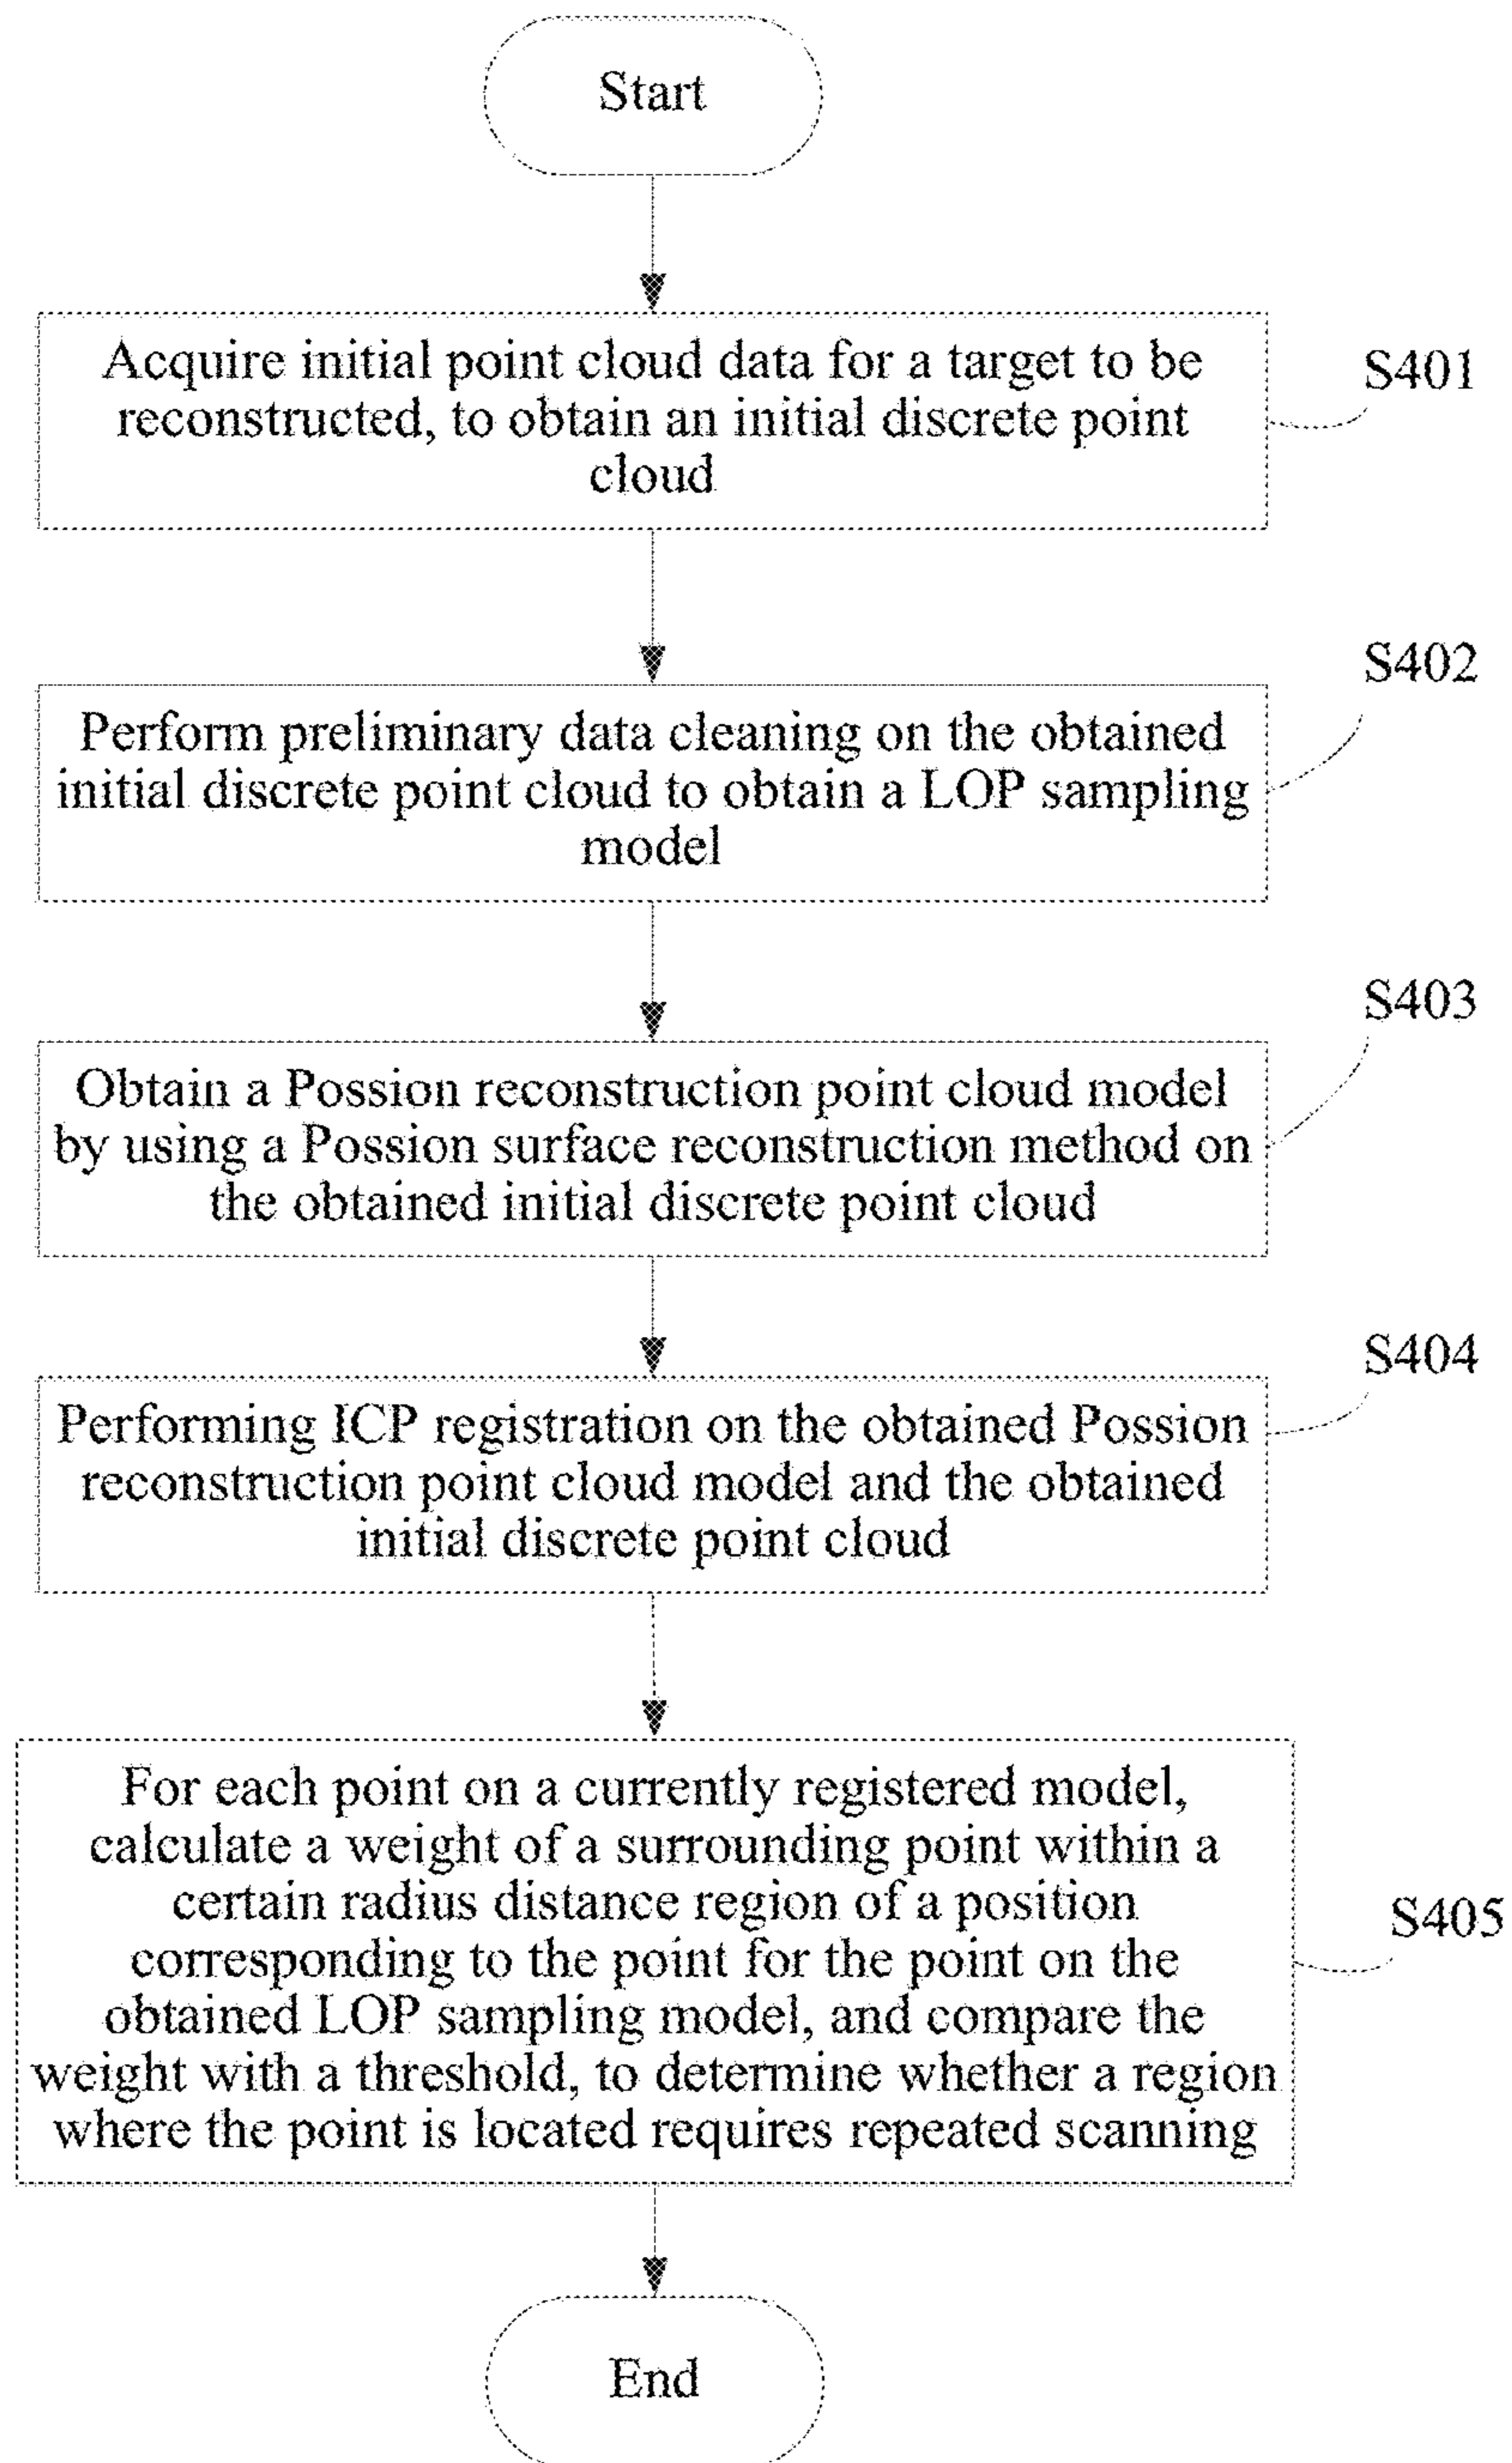 Start
Acquire initial point cloud data for a target to be
reconstructed, to obtain an initial discrete point
cloud
S401
Perform preliminary data cleaning on the obtained
initial discrete point cloud to obtain a LOP sampling
model
S402
Obtain a Possion reconstruction point cloud model
by using a Possion surface reconstruction method on
the obtained initial discrete point cloud
S403
Performing ICP registration on the obtained Possion
reconstruction point cloud model and the obtained
initial discrete point cloud
S404
For each point on a currently registered model,
calculate a weight of a surrounding point within a
certain radius distance region of a position
corresponding to the point for the point on the
obtained LOP sampling model, and compare the
weight with a threshold, to determine whether a region
where the point is located requires repeated scanning
S405
End